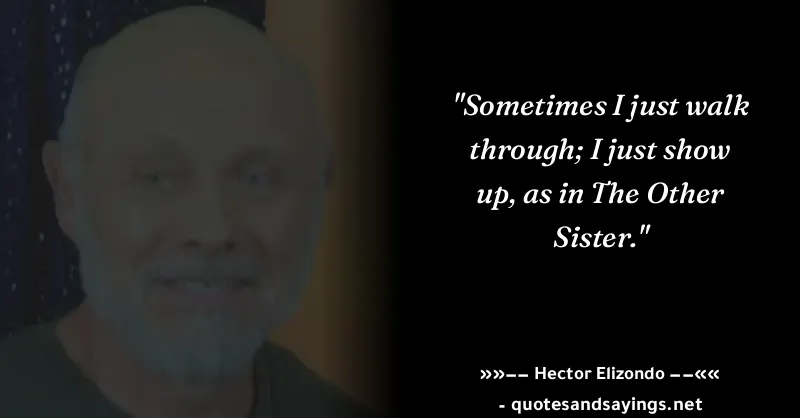 "Sometimes I just walk
through; I just show
up, as in The Other
Sister."
»»–– Hector Elizondo ––««
- quotesandsayings.net